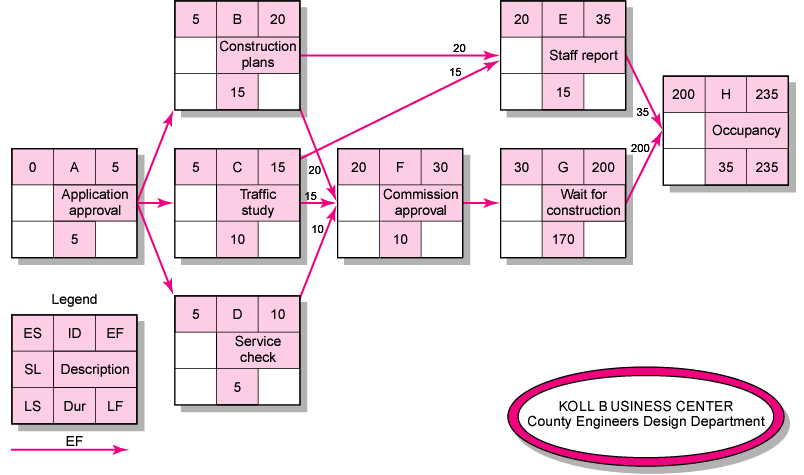 5 B 20
Construction
plans
15
20 E 35
Staff report
15
20
15
200 H 235
Occupancy
35 235
35
200
0 A 5
Application
approval
5
5 C 15
Traffic
study
10
20
15
10
20 F 30
Commission
approval
10
30 G 200
Wait for
construction
170
5 D 10
Service
check
5
Legend
ES ID EF
SL Description
LS Dur LF
EF
KOLL BUSINESS CENTER
County Engineers Design Department